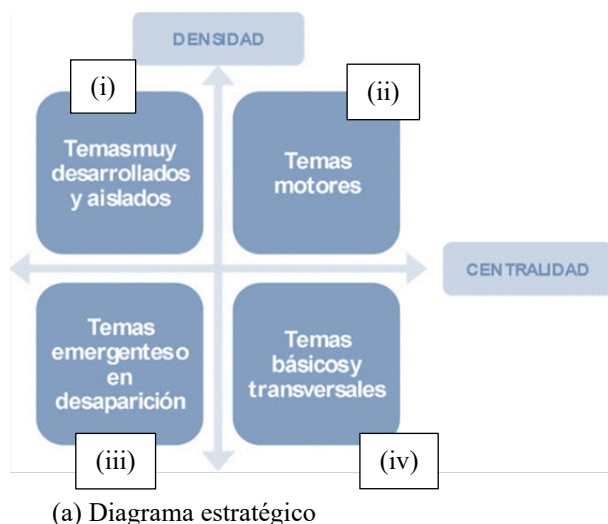 DENSIDAD
(i)
(ii)
Temasmuy
desarrollados
y aislados
Temas
motores
CENTRALIDAD
Temas
emergenteso
en
desaparición
Temas
básicosy
transversales
(iii)
(iv)
(a) Diagrama estratégico